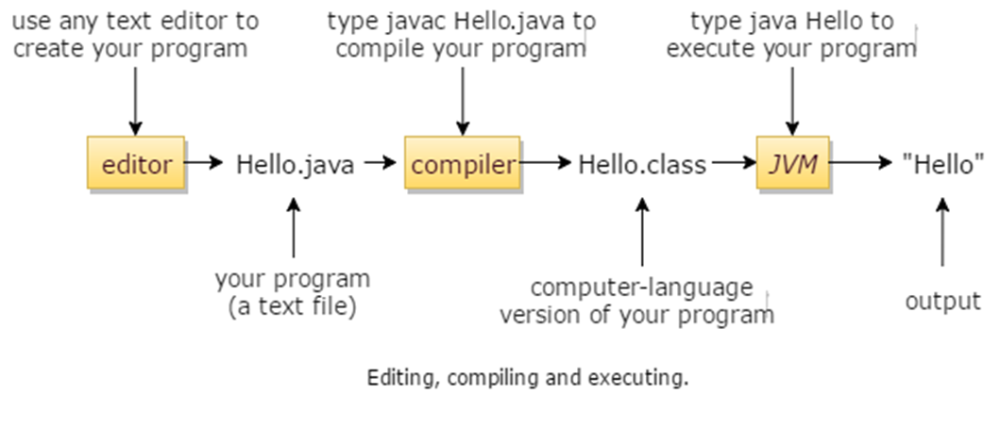 use any text editor to
create your program
type javac Hello.java to
compile your program
type java Hello to
execute your program
editor
Hello.java
compiler
Hello.class
JVM
"Hello"
your program
(a text file)
computer-language
version of your program
output
Editing, compiling and executing.